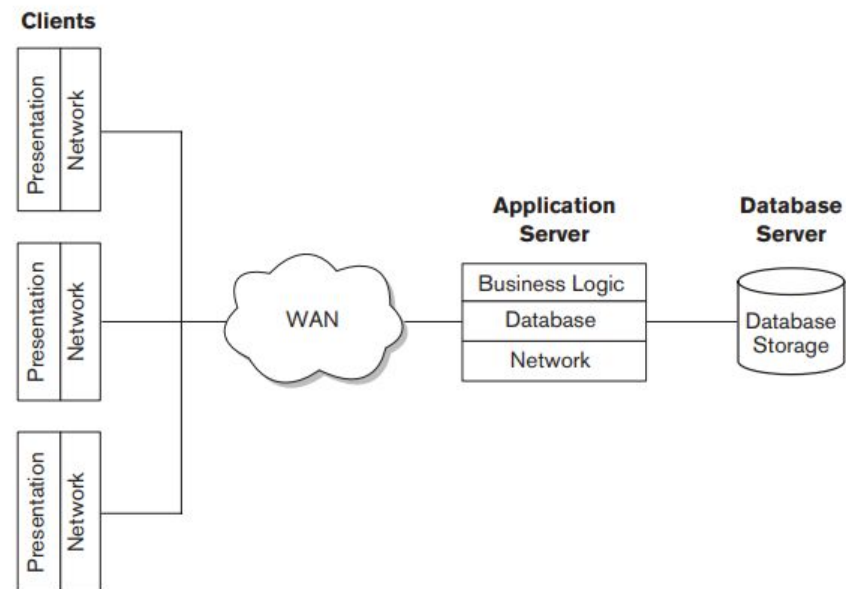 Clients
Presentation
Network
Presentation
Network
Presentation
Network
WAN
Application
Server
Business Logic
Database
Network
Database
Server
Database
Storage